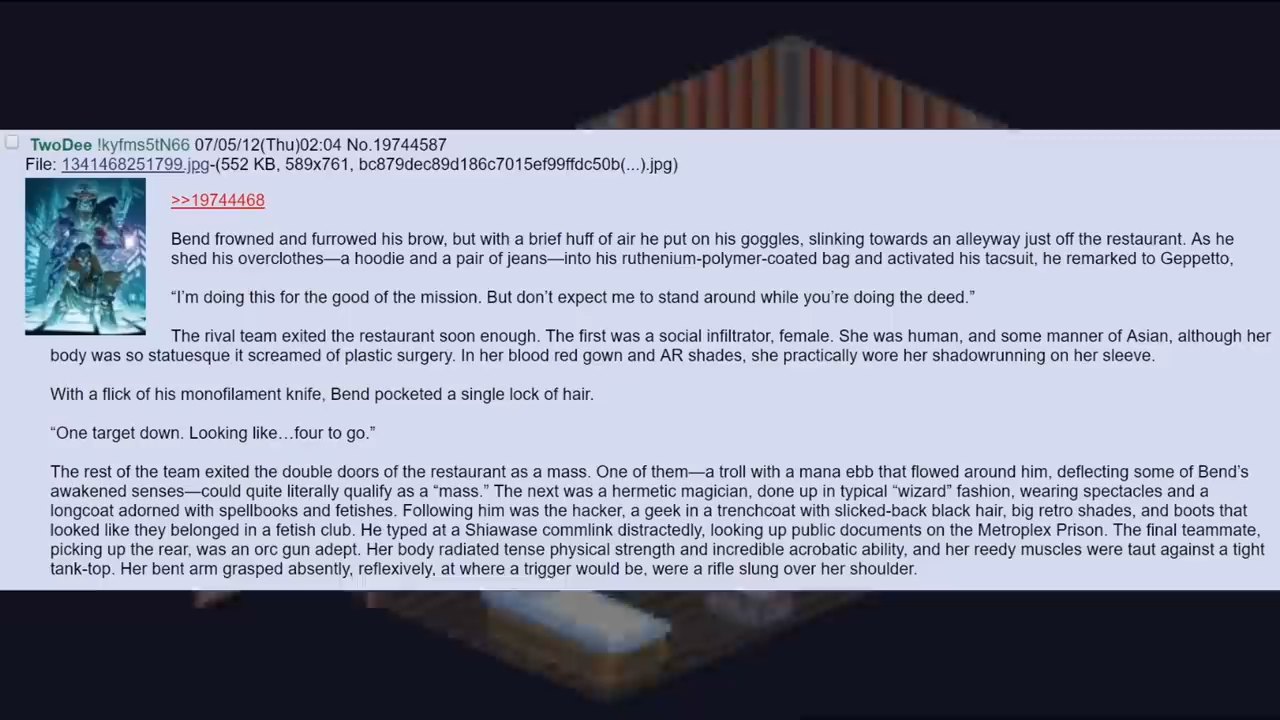 TwoDee !kyfms5tN66 07/05/12(Thu)02:04 No.19744587
File: 1341468251799.jpg-(552 KB, 589x761, bc879dec89d186c7015ef99ffdc50b(...).jpg)
>>19744468
Bend frowned and furrowed his brow, but with a brief huff of air he put on his goggles, slinking towards an alleyway just off the restaurant. As he
shed his overclothes—a hoodie and a pair of jeans—into his ruthenium-polymer-coated bag and activated his tacsuit, he remarked to Geppetto,
“I’m doing this for the good of the mission. But don’t expect me to stand around while you’re doing the deed.”
The rival team exited the restaurant soon enough. The first was a social infiltrator, female. She was human, and some manner of Asian, although her
body was so statuesque it screamed of plastic surgery. In her blood red gown and AR shades, she practically wore her shadowrunning on her sleeve.
With a flick of his monofilament knife, Bend pocketed a single lock of hair.
“One target down. Looking like…four to go.”
The rest of the team exited the double doors of the restaurant as a mass. One of them—a troll with a mana ebb that flowed around him, deflecting some of Bend’s
awakened senses—could quite literally qualify as a “mass.” The next was a hermetic magician, done up in typical “wizard” fashion, wearing spectacles and a
longcoat adorned with spellbooks and fetishes. Following him was the hacker, a geek in a trenchcoat with slicked-back black hair, big retro shades, and boots that
looked like they belonged in a fetish club. He typed at a Shiawase commlink distractedly, looking up public documents on the Metroplex Prison. The final teammate,
picking up the rear, was an orc gun adept. Her body radiated tense physical strength and incredible acrobatic ability, and her reedy muscles were taut against a tight
tank-top. Her bent arm grasped absently, reflexively, at where a trigger would be, were a rifle slung over her shoulder.